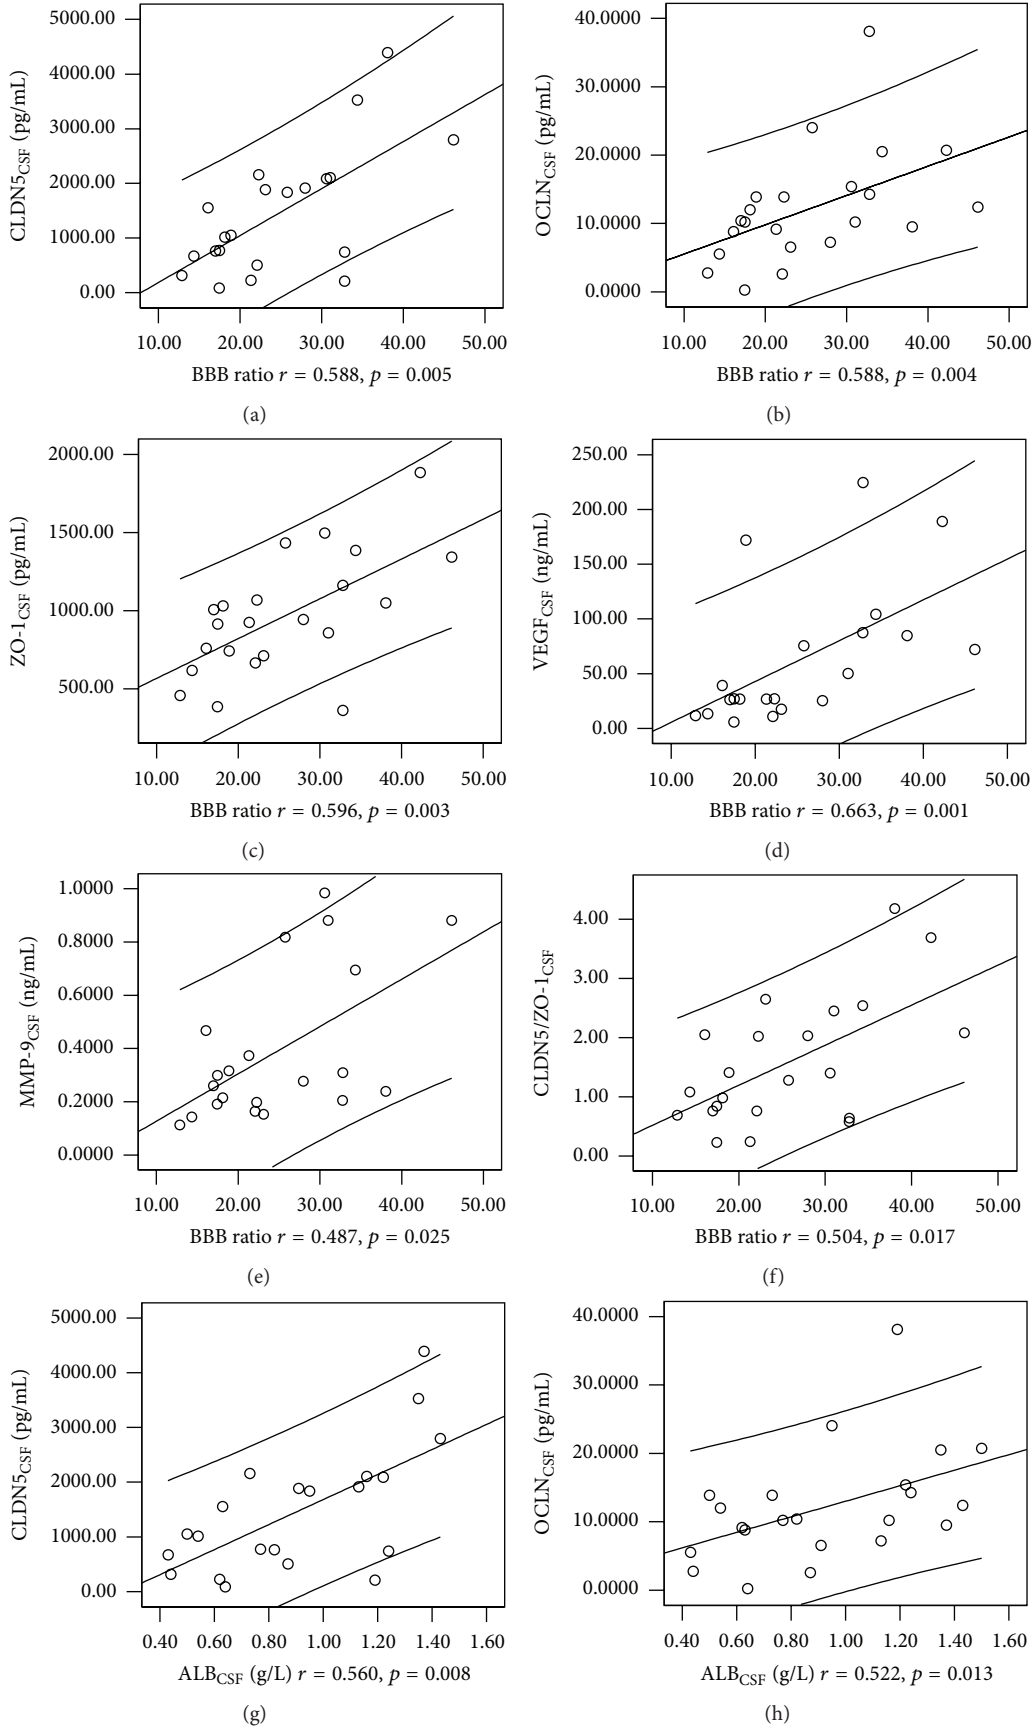 5000.00
4000.00
3000.00
2000.00
1000.00
0.00
CLDN5CSF (pg/mL)
10.00 20.00 30.00 40.00 50.00
BBB ratio r = 0.588, p = 0.005
(a)
40.0000
30.0000
20.0000
10.0000
0.0000
OCLNCSF (pg/mL)
10.00 20.00 30.00 40.00 50.00
BBB ratio r = 0.588, p = 0.004
(b)
2000.00
1500.00
1000.00
500.00
ZO-1CSF (pg/mL)
10.00 20.00 30.00 40.00 50.00
BBB ratio r = 0.596, p = 0.003
(c)
250.00
200.00
150.00
100.00
50.00
0.00
VEGFCSF (ng/mL)
10.00 20.00 30.00 40.00 50.00
BBB ratio r = 0.663, p = 0.001
(d)
1.0000
0.8000
0.6000
0.4000
0.2000
0.0000
MMP-9CSF (ng/mL)
10.00 20.00 30.00 40.00 50.00
BBB ratio r = 0.487, p = 0.025
(e)
4.00
3.00
2.00
1.00
0.00
CLDN5/ZO-1CSF
10.00 20.00 30.00 40.00 50.00
BBB ratio r = 0.504, p = 0.017
(f)
5000.00
4000.00
3000.00
2000.00
1000.00
0.00
CLDN5CSF (pg/mL)
0.40 0.60 0.80 1.00 1.20 1.40 1.60
ALBCSF (g/L) r = 0.560, p = 0.008
(g)
40.0000
30.0000
20.0000
10.0000
0.0000
OCLNCSF (pg/mL)
0.40 0.60 0.80 1.00 1.20 1.40 1.60
ALBCSF (g/L) r = 0.522, p = 0.013
(h)